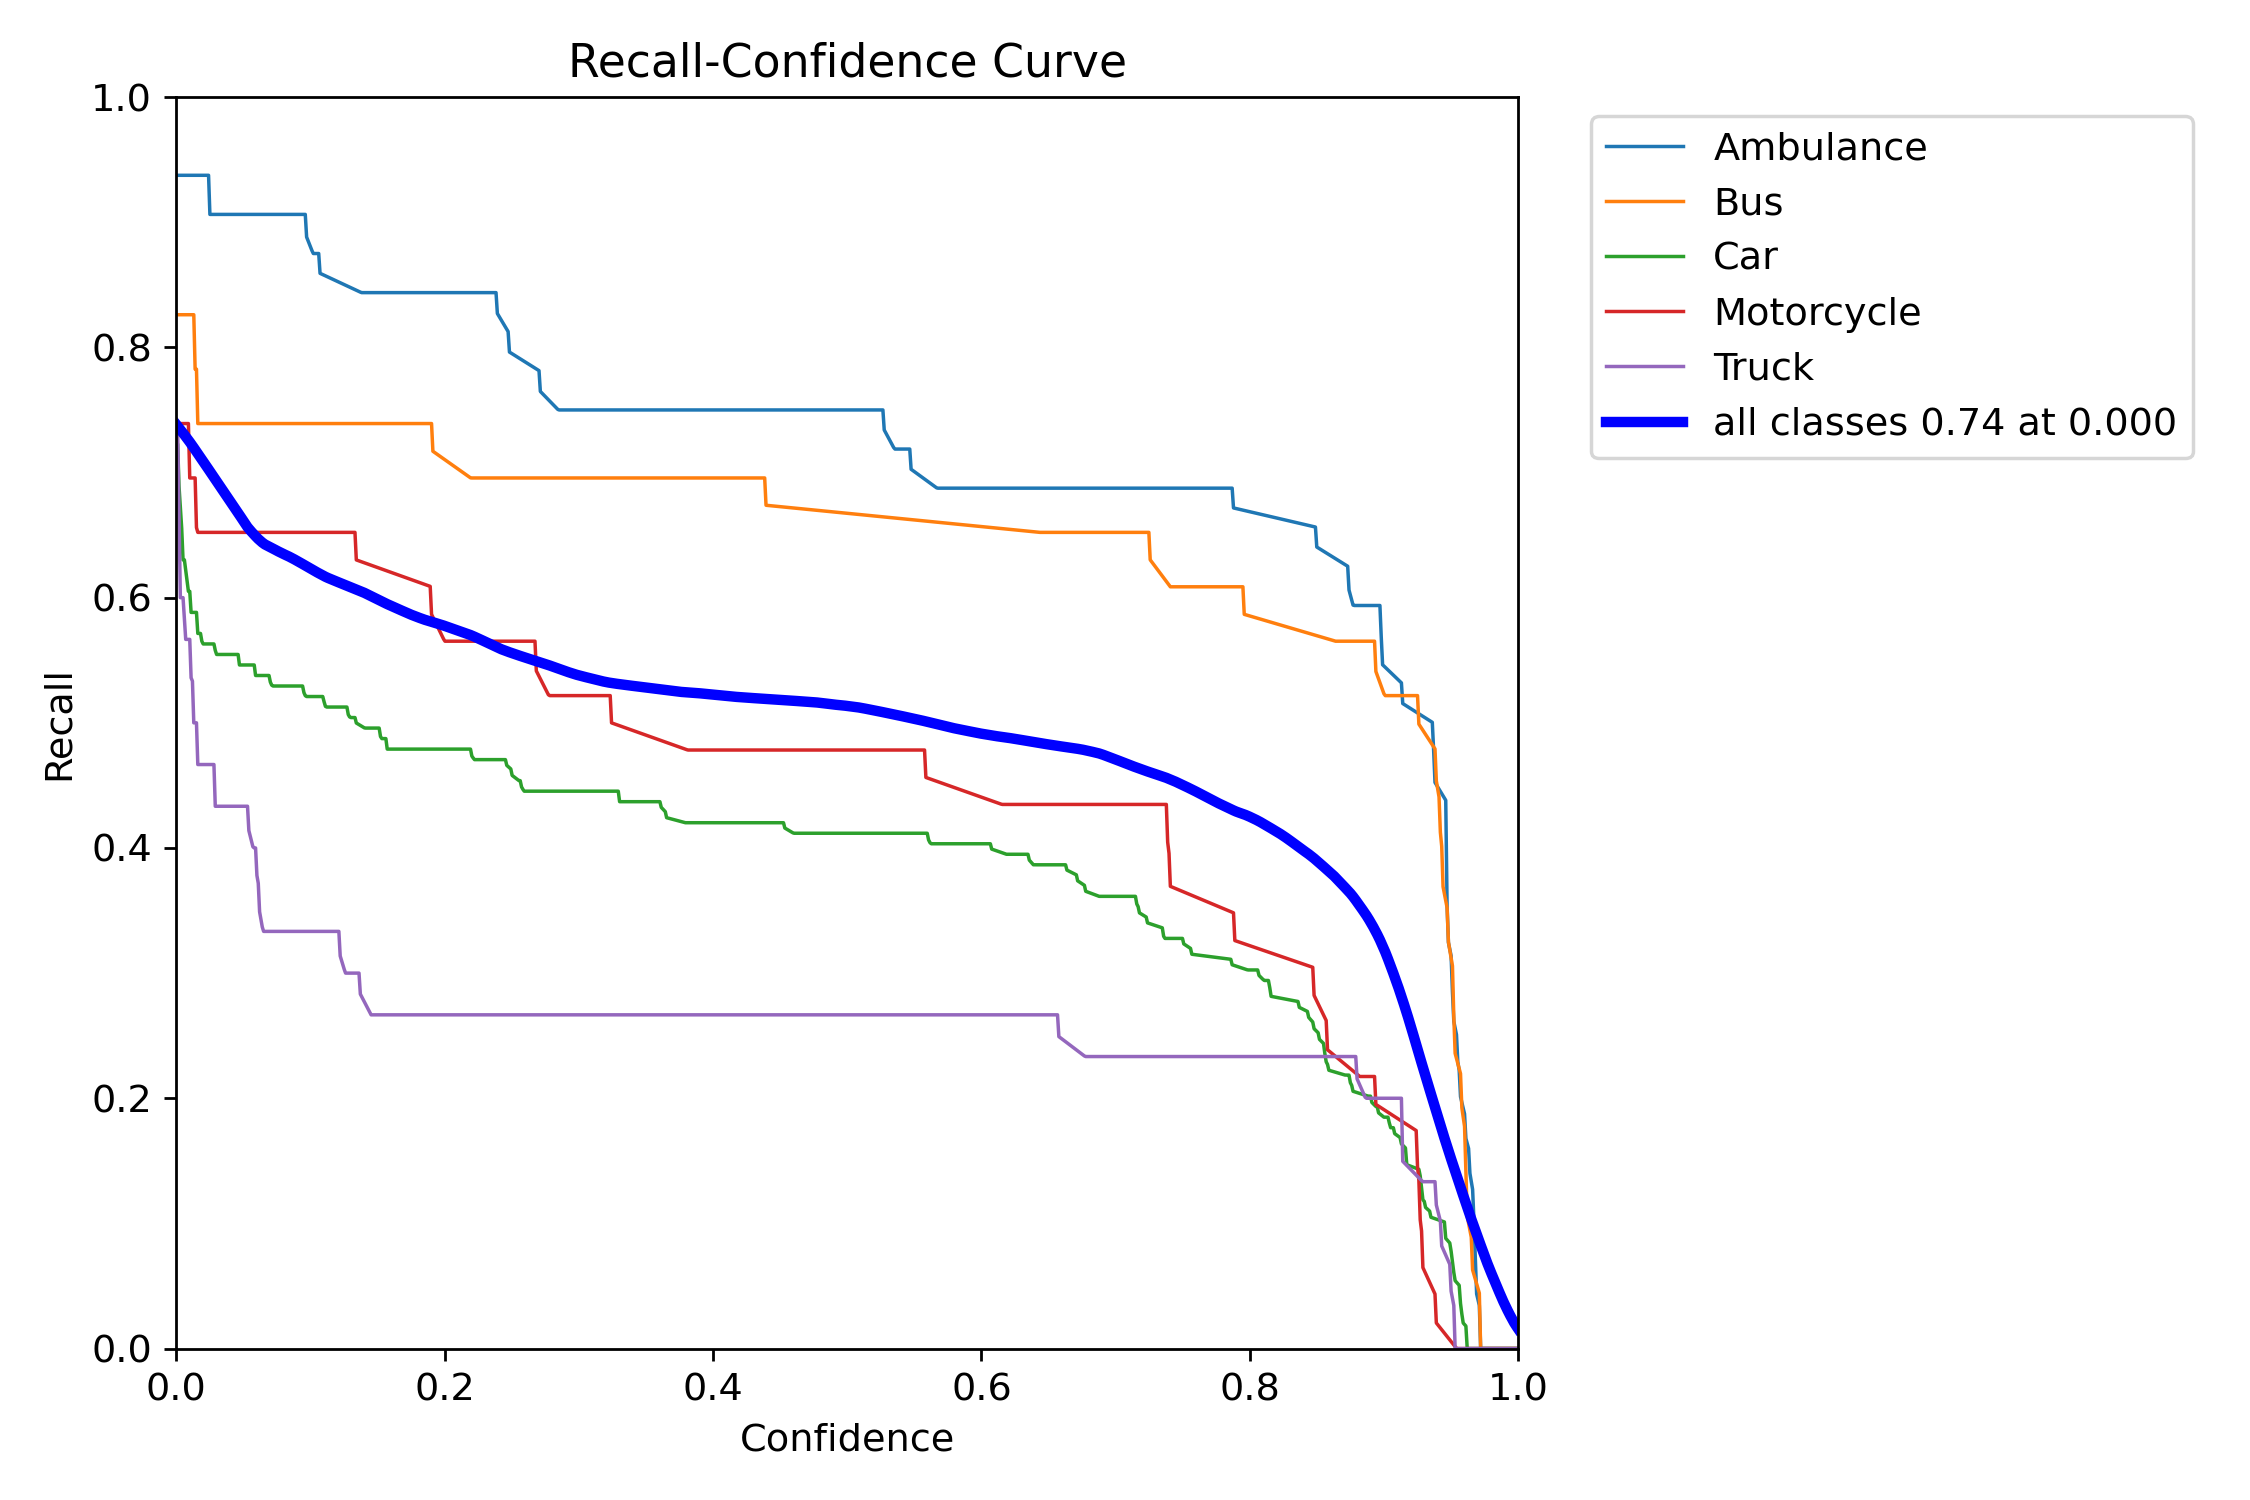 Recall-Confidence Curve
1.0
0.8
0.6
0.4
0.2
0.0
Recall
0.0 0.2 0.4 0.6 0.8 1.0
Confidence
Ambulance
Bus
Car
Motorcycle
Truck
all classes 0.74 at 0.000